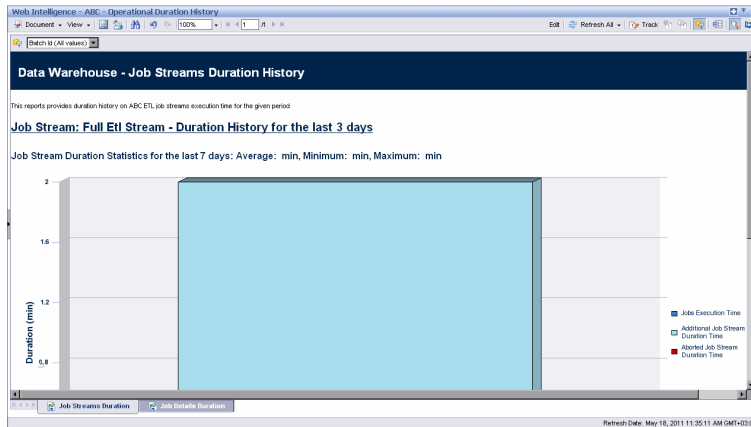 Web Intelligence - ABC - Operational Duration History
Document View 100% 1 /1 Edit Refresh All Track
Batch Id (All values)
Data Warehouse - Job Streams Duration History
This reports provides duration history on ABC ETL job streams execution time for the given period
Job Stream: Full Etl Stream - Duration History for the last 3 days
Job Stream Duration Statistics for the last 7 days: Average: min, Minimum: min, Maximum: min
2
1.6
1.2
0,8
Duration (min)
Jobs Execution Time
Additional Job Stream
Duration Time
Aborted Job Stream
Duration Time
Job Streams Duration Job Details Duration
Refresh Date: May 18, 2011 11:35:11 AM GMT+03: